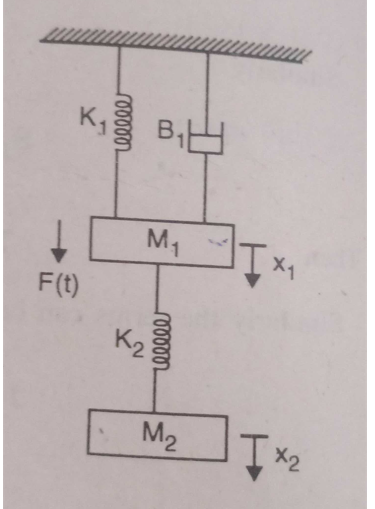 K₁
B₁
M₁
x₁
F(t)
K₂
M₂
x₂